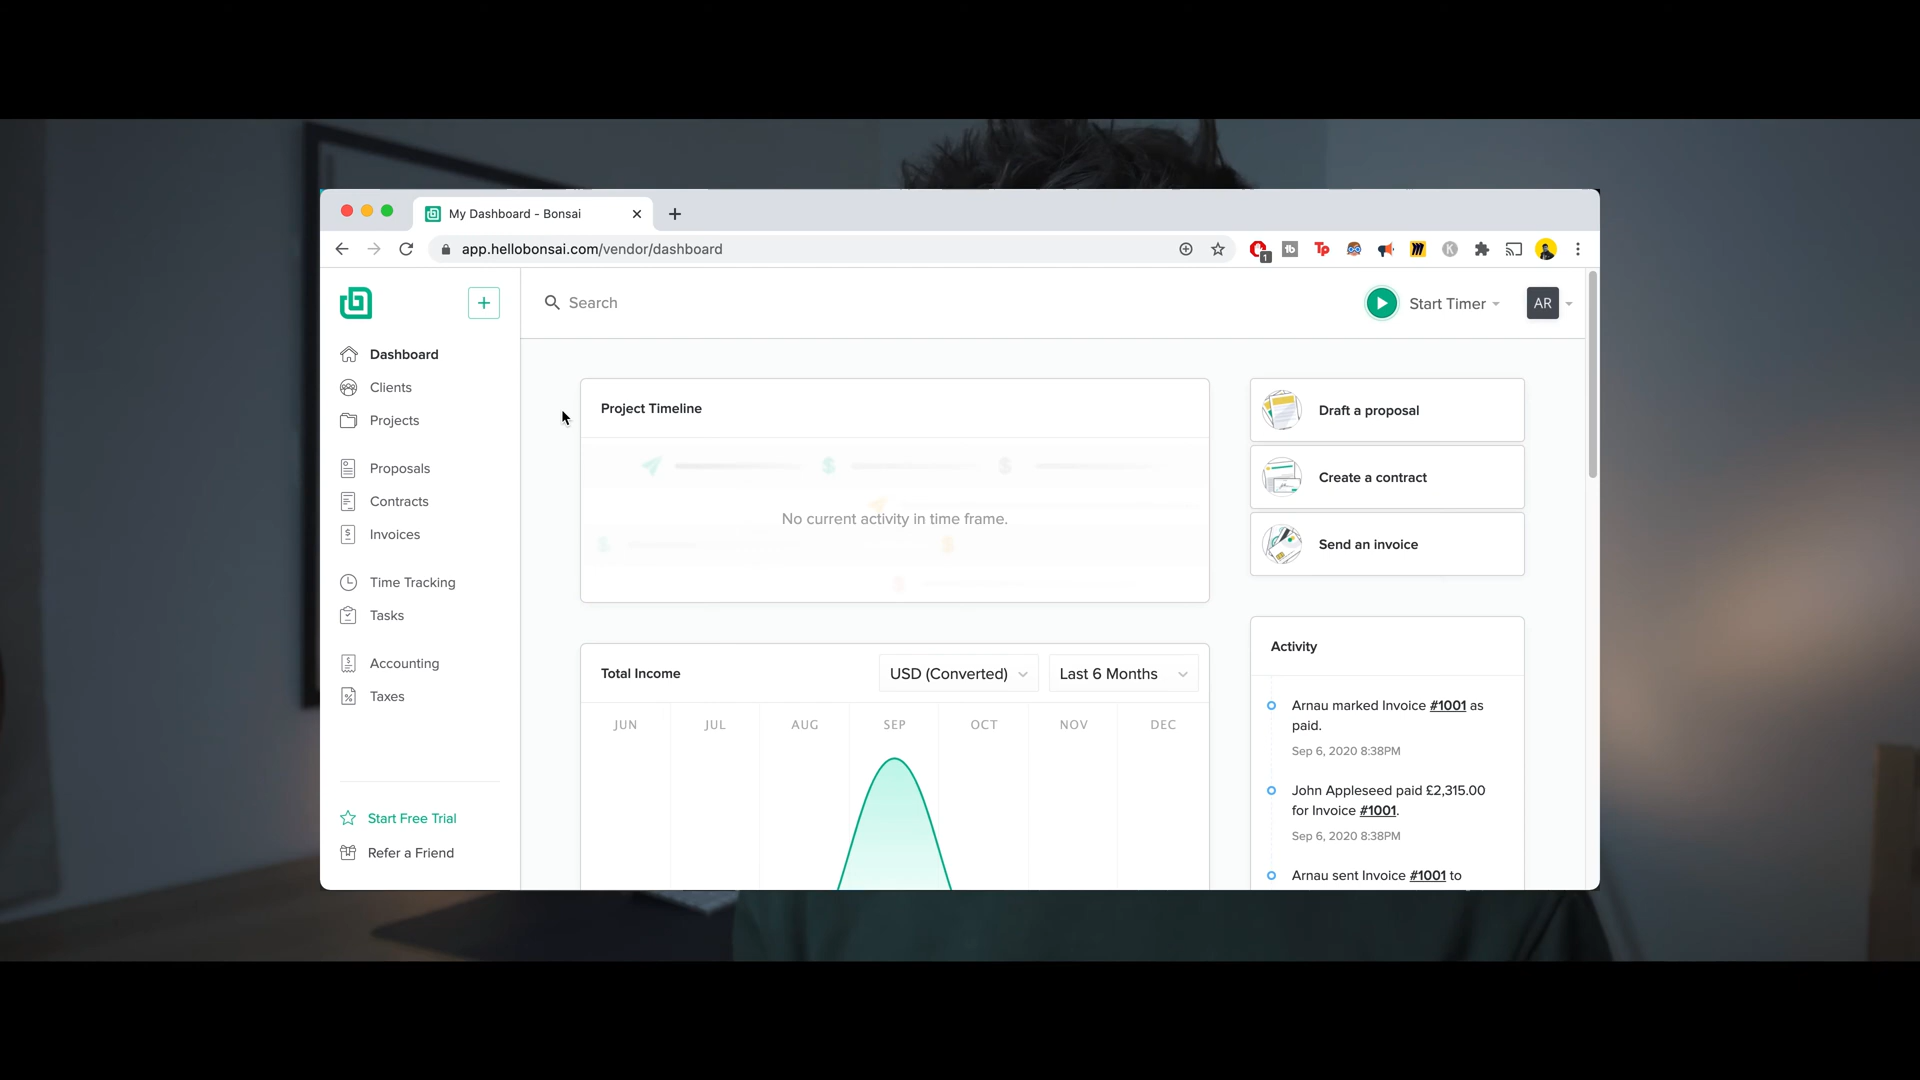 My Dashboard - Bonsai
app.hellobonsai.com/vendor/dashboard
1
tb
Tp
K
Search
Start Timer
AR
Dashboard
Clients
Projects
Proposals
Contracts
Invoices
Time Tracking
Tasks
Accounting
Taxes
Start Free Trial
Refer a Friend
Project Timeline
No current activity in time frame.
Total Income
USD (Converted)
Last 6 Months
JUN JUL AUG SEP OCT NOV DEC
Draft a proposal
Create a contract
Send an invoice
Activity
Arnau marked Invoice #1001 as
paid.
Sep 6, 2020 8:38PM
John Appleseed paid £2,315.00
for Invoice #1001.
Sep 6, 2020 8:38PM
Arnau sent Invoice #1001 to